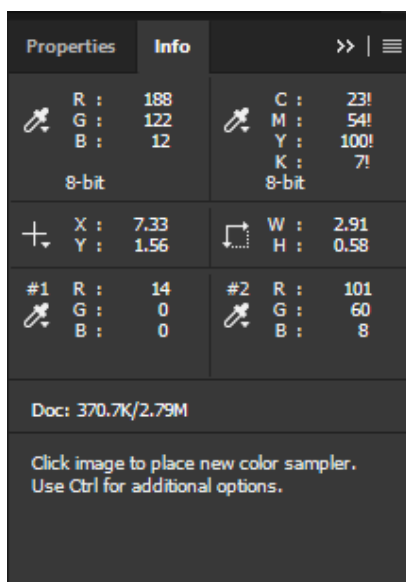 Properties Info >> | ≡
R : 188 C : 23!
G : 122 M : 54!
B : 12 Y : 100!
K : 7!
8-bit 8-bit
X : 7.33 W : 2.91
Y : 1.56 H : 0.58
#1 R : 14 #2 R : 101
G : 0 G : 60
B : 0 B : 8
Doc: 370.7K/2.79M
Click image to place new color sampler.
Use Ctrl for additional options.